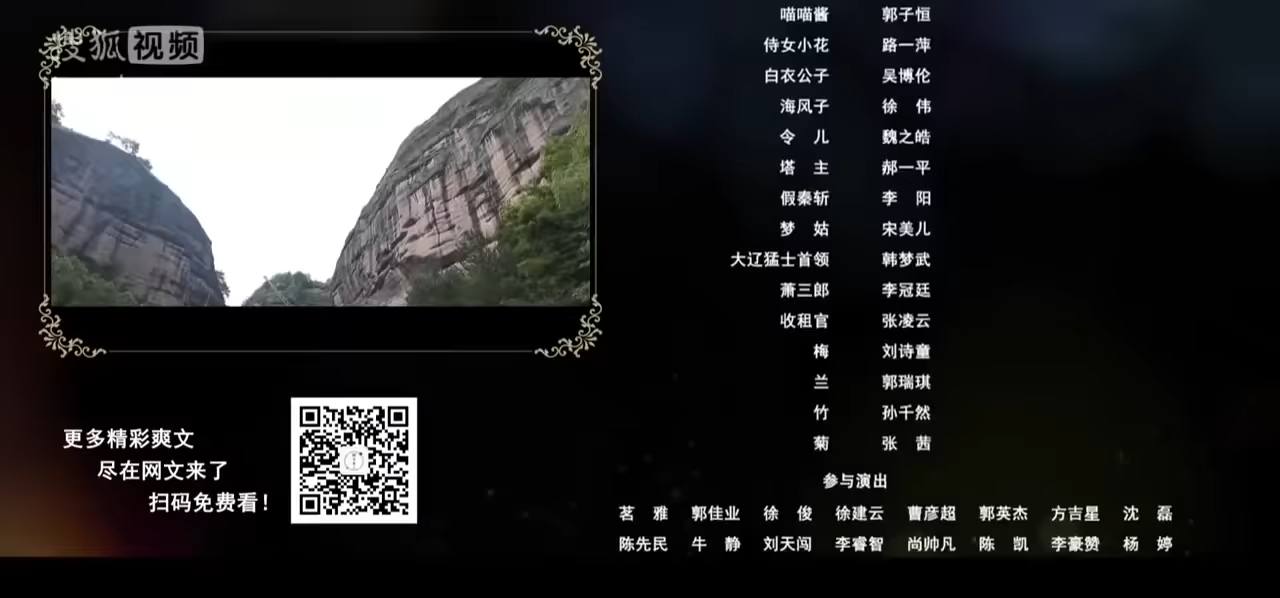 搜狐视频
喵喵酱 郭子恒
侍女小花 路一萍
白衣公子 吴博伦
海风子 徐 伟
令 儿 魏之皓
塔 主 郝一平
假秦斩 李 阳
梦 姑 宋美儿
大辽猛士首领 韩梦武
萧三郎 李冠廷
收租官 张凌云
梅 刘诗童
兰 郭瑞琪
竹 孙千然
菊 张 茜
参与演出
茗 雅 郭佳业 徐 俊 徐建云 曹彦超 郭英杰 方吉星 沈 磊
陈先民 牛 静 刘天闯 李睿智 尚帅凡 陈 凯 李豪赞 杨 婷
更多精彩爽文
尽在网文来了
扫码免费看!